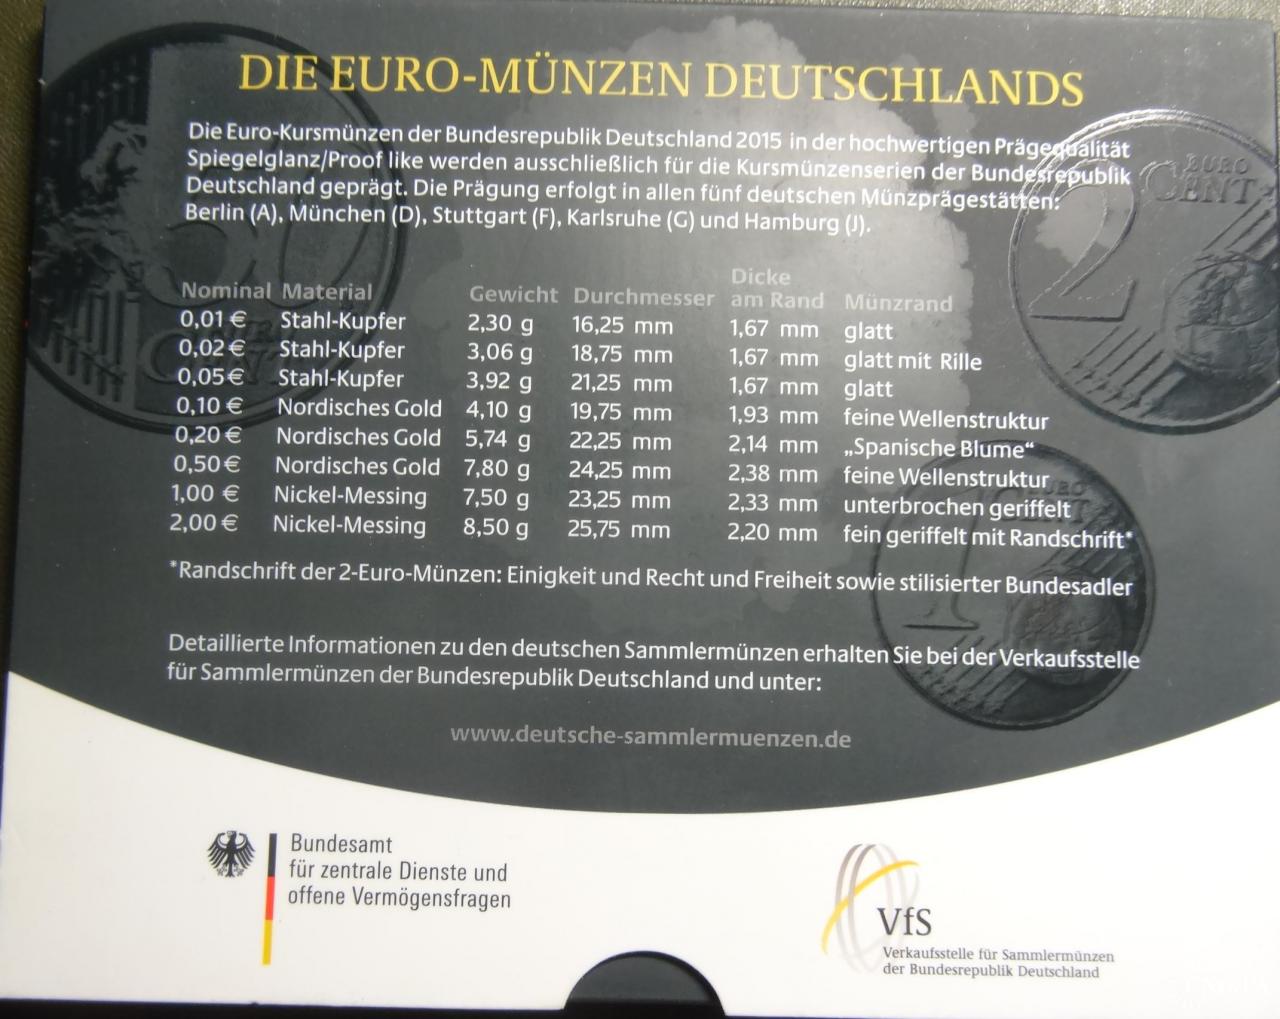 DIE EURO-MÜNZEN DEUTSCHLANDS
Die Euro-Kursmünzen der Bundesrepublik Deutschland 2015 in der hochwertigen Prägequalität
Spiegelglanz/Proof like werden ausschließlich für die Kursmünzenserien der Bundesrepublik
Deutschland geprägt. Die Prägung erfolgt in allen fünf deutschen Münzprägestätten:
Berlin (A), München (D), Stuttgart (F), Karlsruhe (G) und Hamburg (J).
Nominal Material Gewicht Durchmesser Dicke am Rand Münzrand
0,01 € Stahl-Kupfer 2,30 g 16,25 mm 1,67 mm glatt
0,02 € Stahl-Kupfer 3,06 g 18,75 mm 1,67 mm glatt mit Rille
0,05 € Stahl-Kupfer 3,92 g 21,25 mm 1,67 mm glatt
0,10 € Nordisches Gold 4,10 g 19,75 mm 1,93 mm feine Wellenstruktur
0,20 € Nordisches Gold 5,74 g 22,25 mm 2,14 mm „Spanische Blume“
0,50 € Nordisches Gold 7,80 g 24,25 mm 2,38 mm feine Wellenstruktur
1,00 € Nickel-Messing 7,50 g 23,25 mm 2,33 mm unterbrochen geriffelt
2,00 € Nickel-Messing 8,50 g 25,75 mm 2,20 mm fein geriffelt mit Randschrift*
*Randschrift der 2-Euro-Münzen: Einigkeit und Recht und Freiheit sowie stilisierter Bundesadler
Detaillierte Informationen zu den deutschen Sammlermünzen erhalten Sie bei der Verkaufsstelle
für Sammlermünzen der Bundesrepublik Deutschland und unter:
www.deutsche-sammlermuenzen.de
Bundesamt
für zentrale Dienste und
offene Vermögensfragen
VfS
Verkaufsstelle für Sammlermünzen
der Bundesrepublik Deutschland
2
EURO
CENT
50
EURO
CENT
1
EURO
CENT